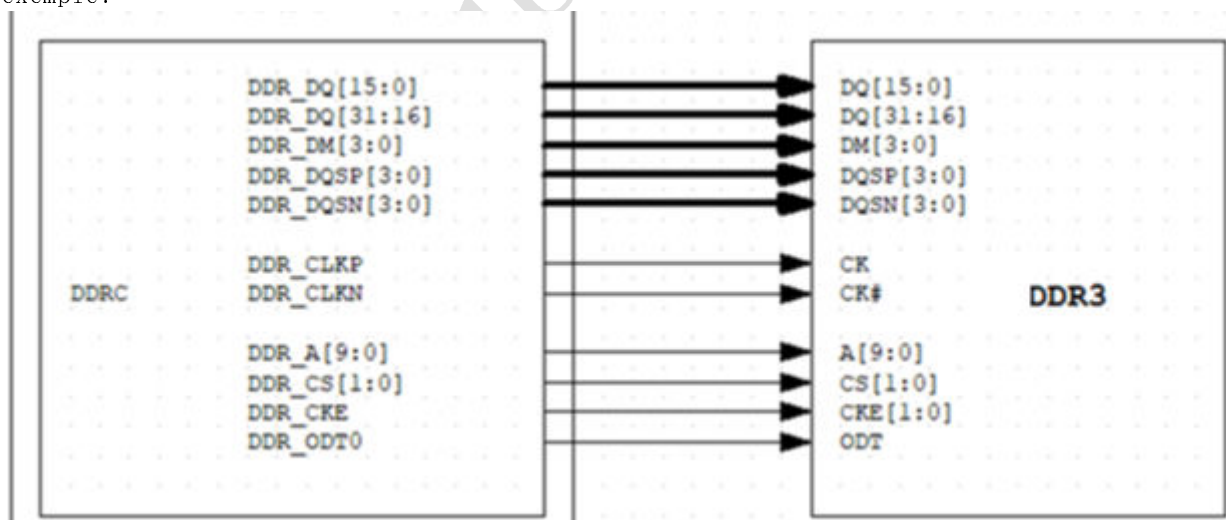 DDR_DQ[15:0] DQ[15:0]
DDR_DQ[31:16] DQ[31:16]
DDR_DM[3:0] DM[3:0]
DDR_DQSP[3:0] DQSP[3:0]
DDR_DQSN[3:0] DQSN[3:0]
DDR_CLKP CK
DDRC DDR_CLKN CK# DDR3
DDR_A[9:0] A[9:0]
DDR_CS[1:0] CS[1:0]
DDR_CKE CKE[1:0]
DDR_ODT0 ODT